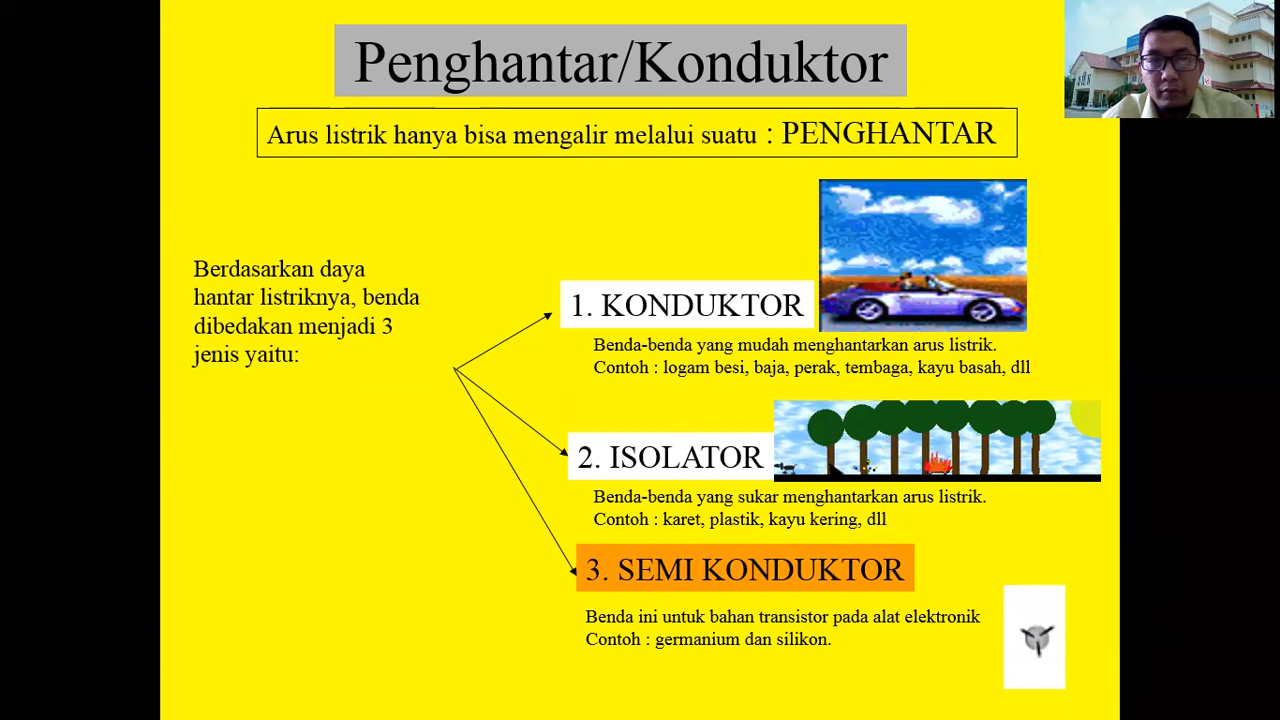 Penghantar/Konduktor
Arus listrik hanya bisa mengalir melalui suatu : PENGHANTAR
Berdasarkan daya
hantar listriknya, benda
dibedakan menjadi 3
jenis yaitu:
1. KONDUKTOR
Benda-benda yang mudah menghantarkan arus listrik.
Contoh : logam besi, baja, perak, tembaga, kayu basah, dll
2. ISOLATOR
Benda-benda yang sukar menghantarkan arus listrik.
Contoh : karet, plastik, kayu kering, dll
3. SEMI KONDUKTOR
Benda ini untuk bahan transistor pada alat elektronik
Contoh : germanium dan silikon.